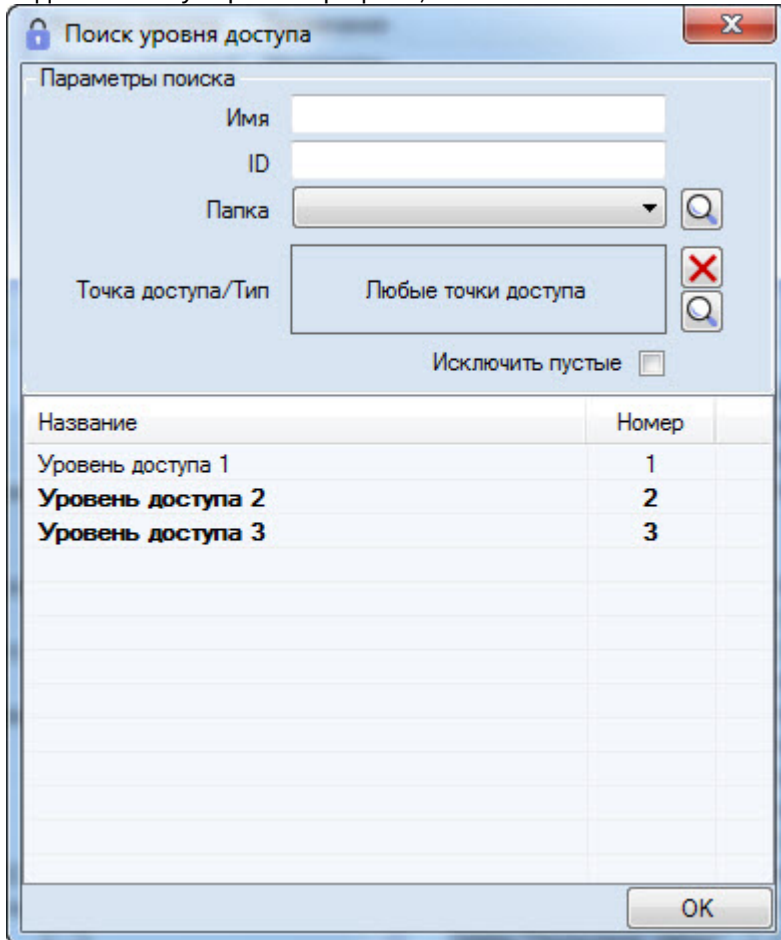 Поиск уровня доступа
Параметры поиска
Имя
ID
Папка
Точка доступа/Тип Любые точки доступа
Исключить пустые
Название Номер
Уровень доступа 1 1
Уровень доступа 2 2
Уровень доступа 3 3
OK